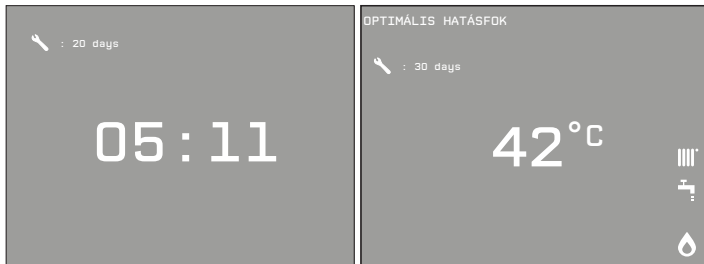 : 20 days
05:11
OPTIMÁLIS HATÁSFOK
: 30 days
42°C